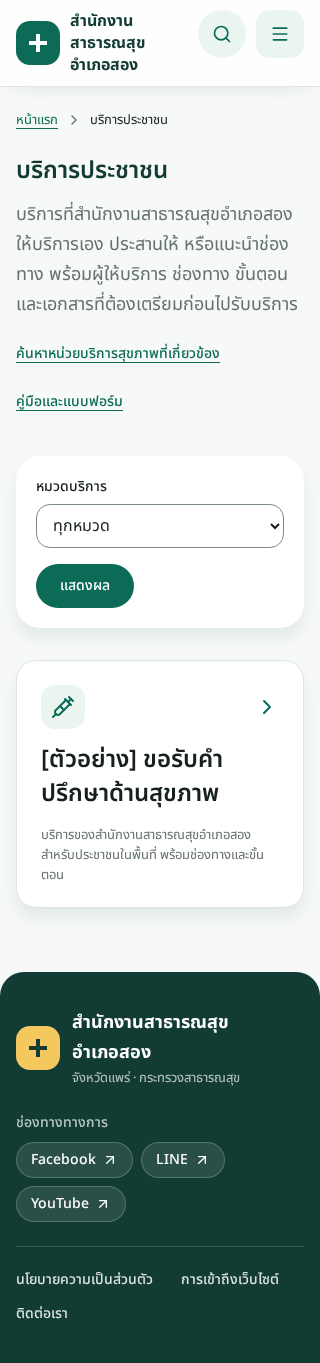 สำนักงาน
สาธารณสุข
อำเภอสอง
หน้าแรก
บริการประชาชน
บริการประชาชน
บริการที่สำนักงานสาธารณสุขอำเภอสอง
ให้บริการเอง ประสานให้ หรือแนะนำช่อง
ทาง พร้อมผู้ให้บริการ ช่องทาง ขั้นตอน
และเอกสารที่ต้องเตรียมก่อนไปรับบริการ
ค้นหาหน่วยบริการสุขภาพที่เกี่ยวข้อง
คู่มือและแบบฟอร์ม
หมวดบริการ
ทุกหมวด
แสดงผล
[ตัวอย่าง] ขอรับคำ
ปรึกษาด้านสุขภาพ
บริการของสำนักงานสาธารณสุขอำเภอสอง
สำหรับประชาชนในพื้นที่ พร้อมช่องทางและขั้น
ตอน
สำนักงานสาธารณสุข
อำเภอสอง
จังหวัดแพร่ · กระทรวงสาธารณสุข
ช่องทางทางการ
Facebook
LINE
YouTube
นโยบายความเป็นส่วนตัว
การเข้าถึงเว็บไซต์
ติดต่อเรา